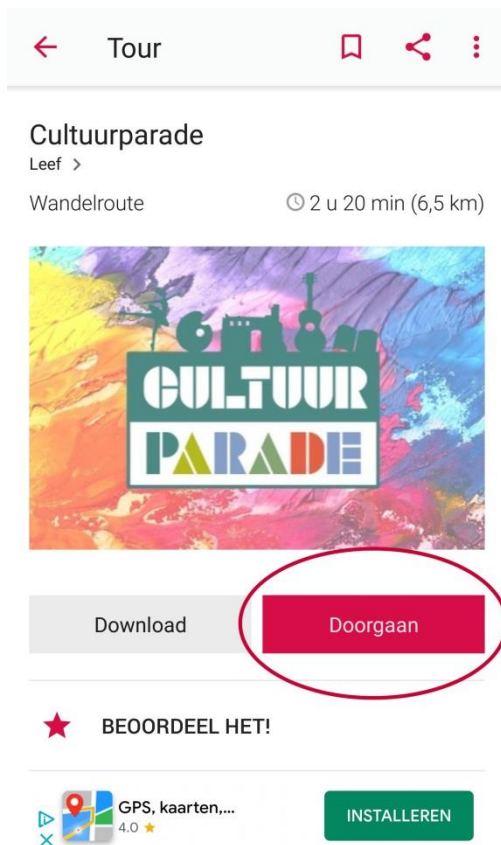 Tour
Cultuurparade
Leef >
Wandelroute
2 u 20 min (6,5 km)
CULTUUR
PARADE
Download
Doorgaan
BEOORDEEL HET!
GPS, kaarten,...
4.0 ★
INSTALLEREN